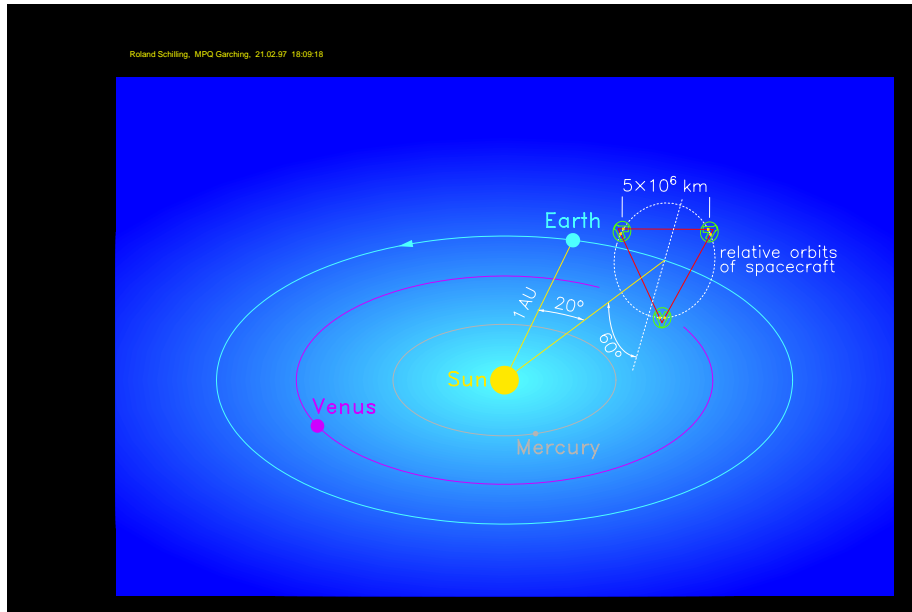 Roland Schilling, MPQ Garching, 21.02.97 18:09:18
5×10⁶ km
Earth
relative orbits
of spacecraft
1 AU
20°
60°
Sun
Venus
Mercury